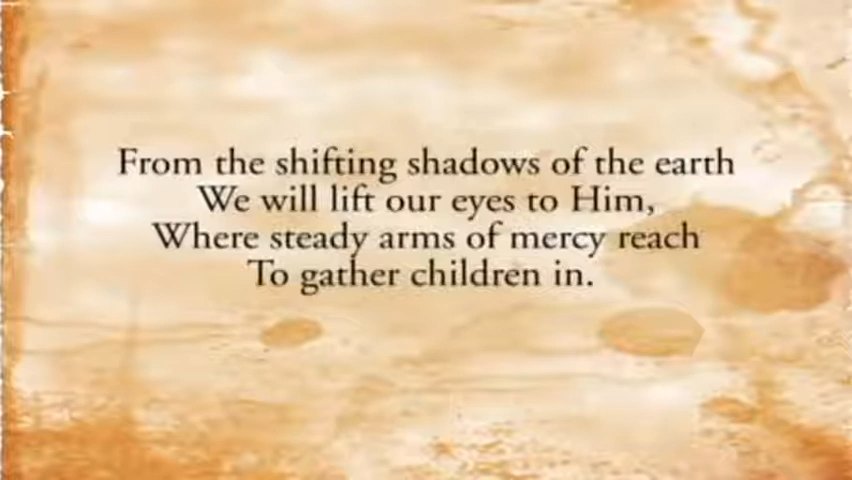 From the shifting shadows of the earth
We will lift our eyes to Him,
Where steady arms of mercy reach
To gather children in.